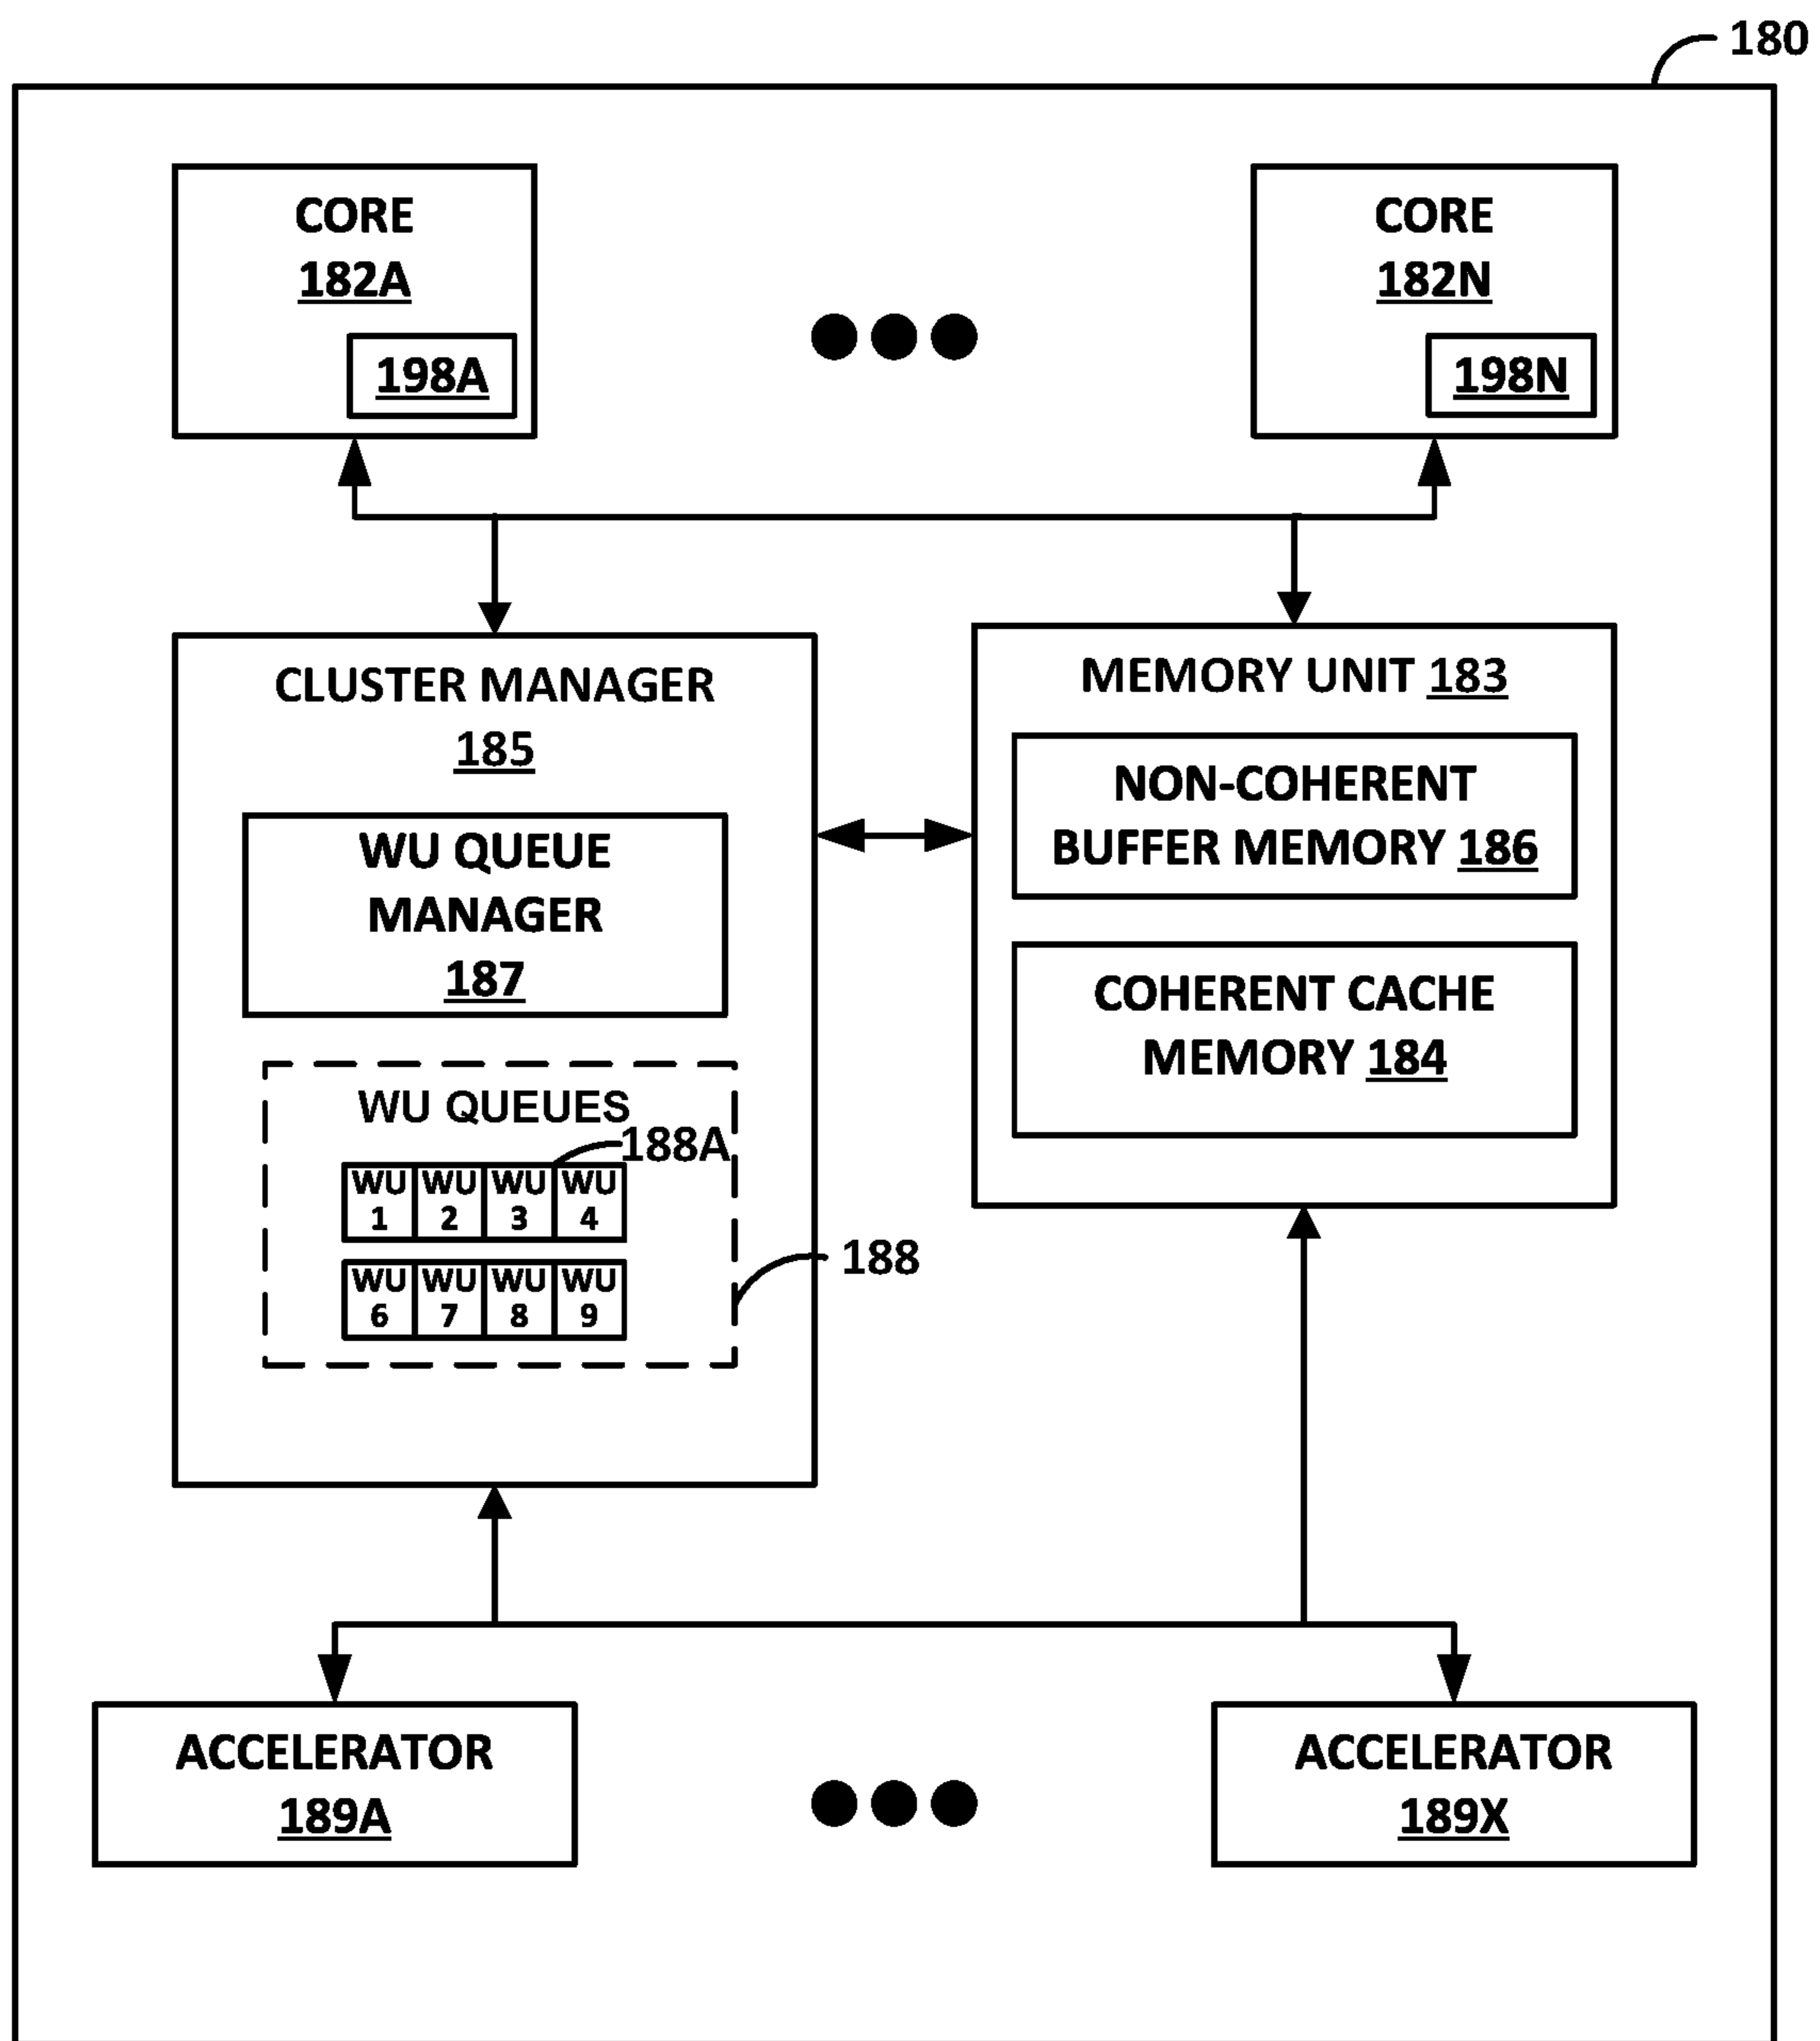 180
CORE
182A
198A
CORE
182N
198N
CLUSTER MANAGER
185
WU QUEUE
MANAGER
187
WU QUEUES
188A
WU 1
WU 2
WU 3
WU 4
WU 6
WU 7
WU 8
WU 9
188
MEMORY UNIT 183
NON-COHERENT
BUFFER MEMORY 186
COHERENT CACHE
MEMORY 184
ACCELERATOR
189A
ACCELERATOR
189X